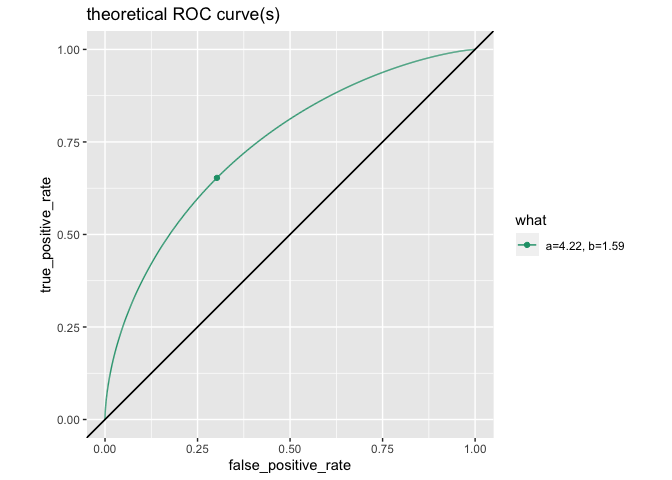 theoretical ROC curve(s)
1.00
0.75
0.50
0.25
0.00
true_positive_rate
0.00 0.25 0.50 0.75 1.00
false_positive_rate
what
a=4.22, b=1.59